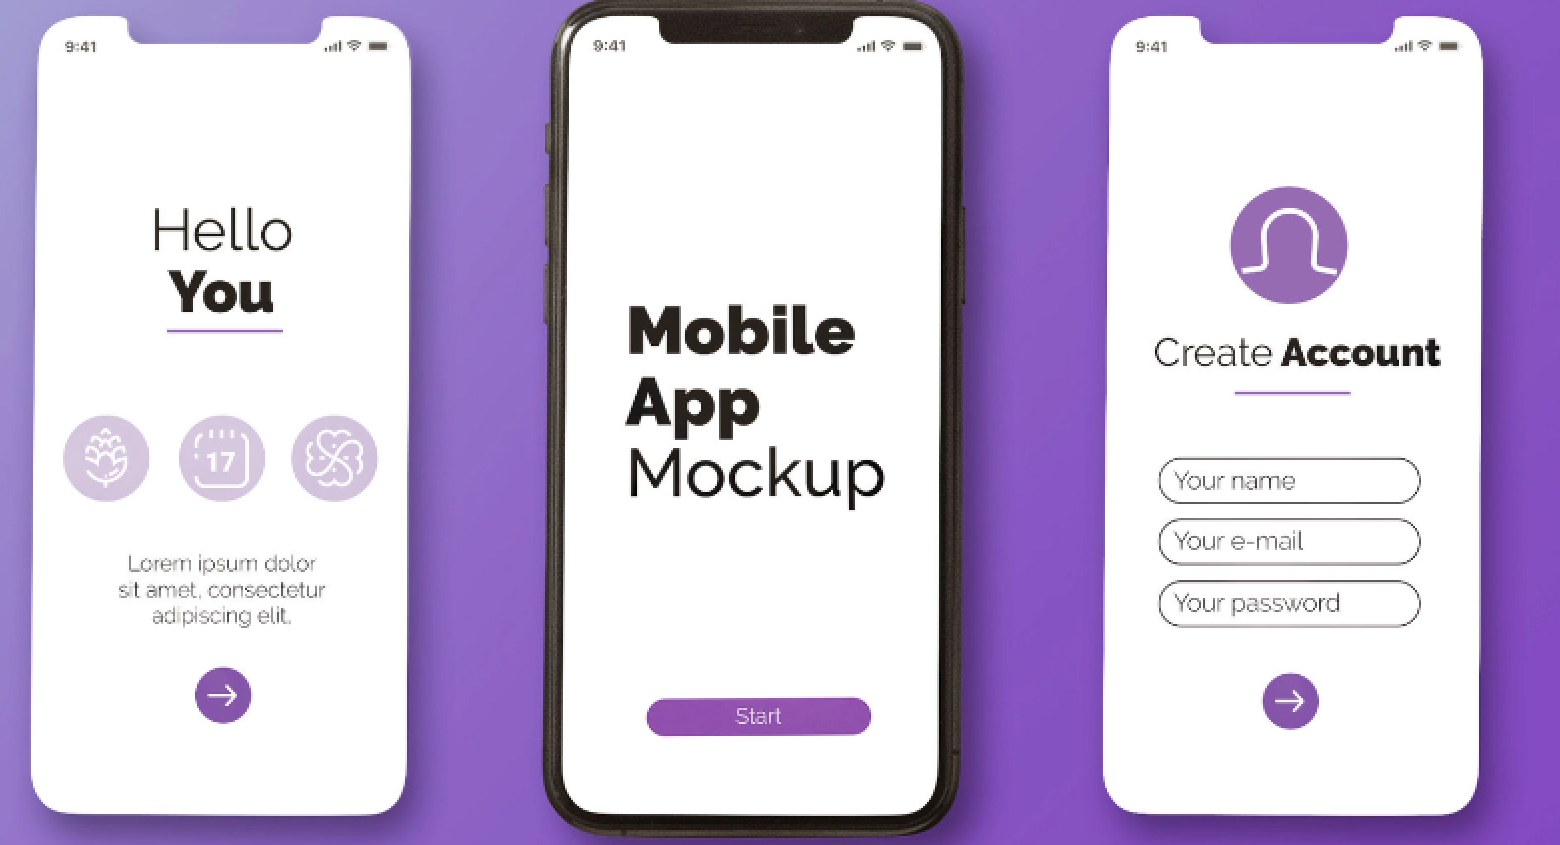 9:41
Hello
You
17
Lorem ipsum dolor
sit amet, consectetur
adipiscing elit.
9:41
Mobile
App
Mockup
Start
9:41
Create Account
Your name
Your e-mail
Your password